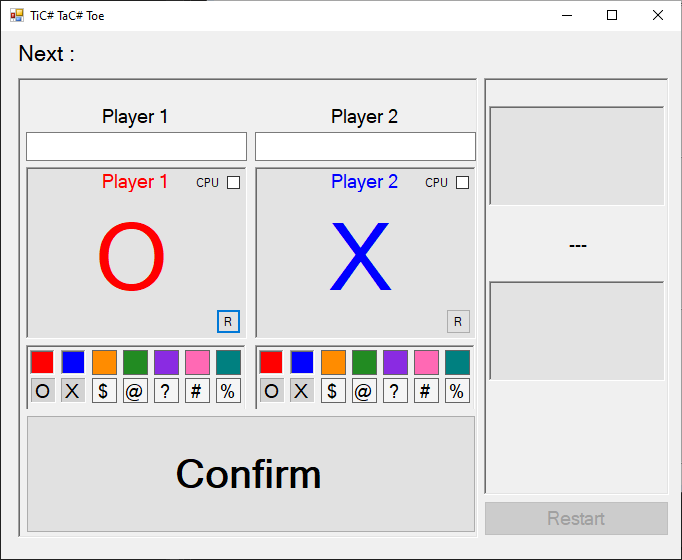 TiC# TaC# Toe
Next :
Player 1 Player 2
Player 1 CPU Player 2 CPU
O X
---
R R
O X $ @ ? # % O X $ @ ? # %
Confirm
Restart